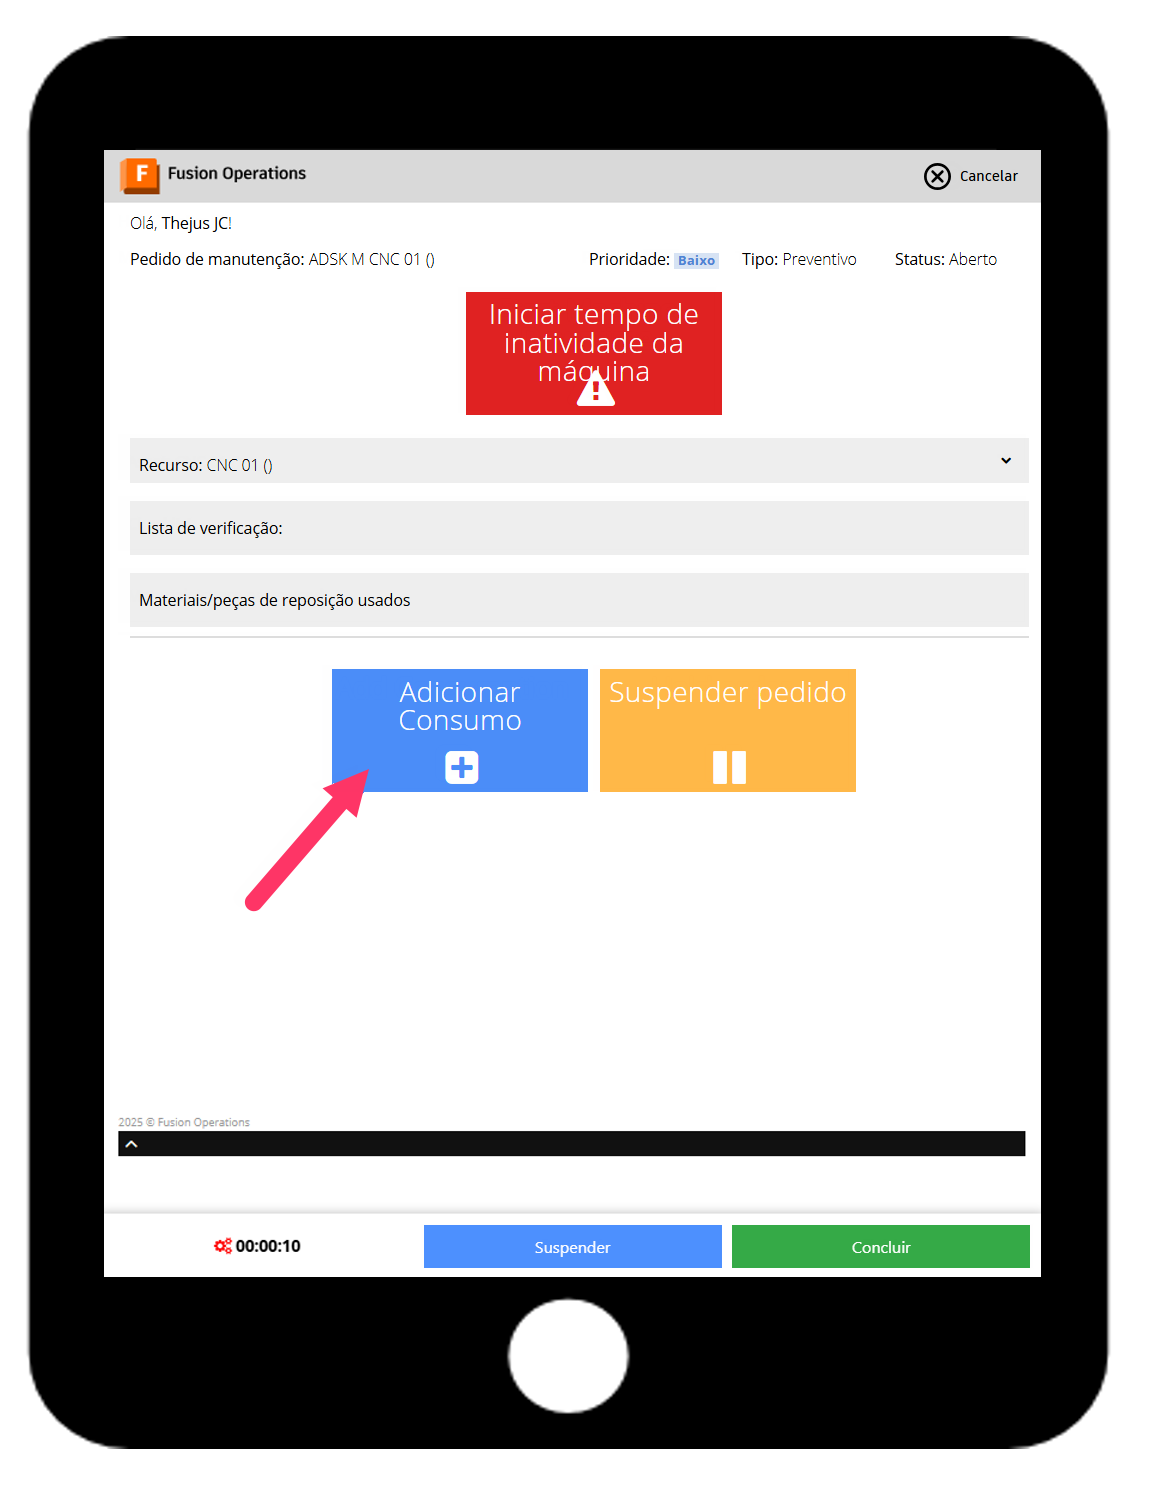 F Fusion Operations
Cancelar
Olá, Thejus JC!
Pedido de manutenção: ADSK M CNC 01 ()
Prioridade: Baixo
Tipo: Preventivo
Status: Aberto
Iniciar tempo de
inatividade da
máquina
Recurso: CNC 01 ()
Lista de verificação:
Materiais/peças de reposição usados
Adicionar
Consumo
Suspender pedido
2025 © Fusion Operations
00:00:10
Suspender
Concluir